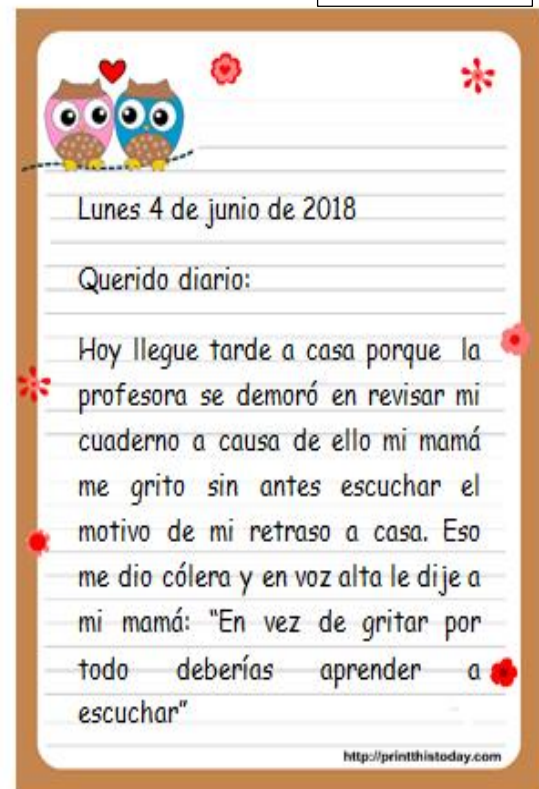 Lunes 4 de junio de 2018
Querido diario:
Hoy llegue tarde a casa porque la
profesora se demoró en revisar mi
cuaderno a causa de ello mi mamá
me grito sin antes escuchar el
motivo de mi retraso a casa. Eso
me dio cólera y en voz alta le dije a
mi mamá: "En vez de gritar por
todo deberías aprender a
escuchar"
http://printthistoday.com